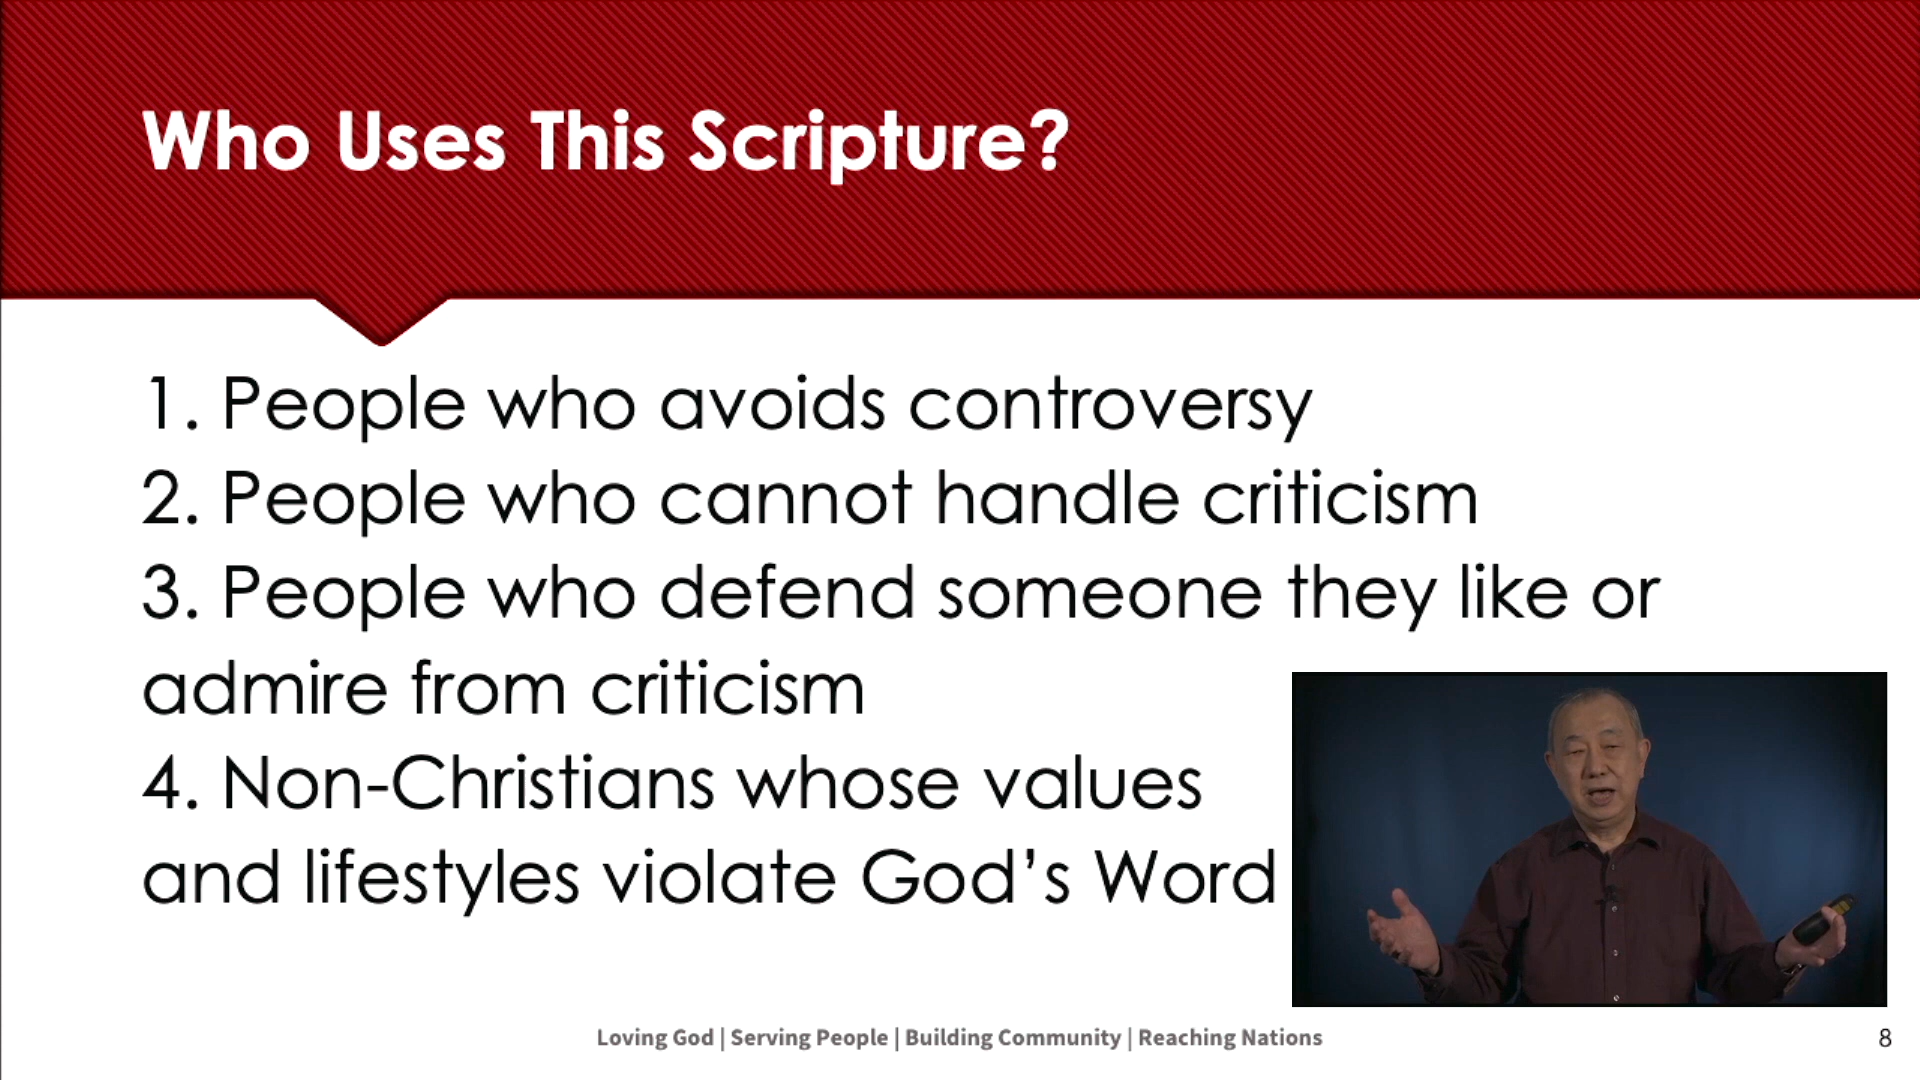 Who Uses This Scripture?
1. People who avoids controversy
2. People who cannot handle criticism
3. People who defend someone they like or
admire from criticism
4. Non-Christians whose values
and lifestyles violate God’s Word
Loving God | Serving People | Building Community | Reaching Nations
8